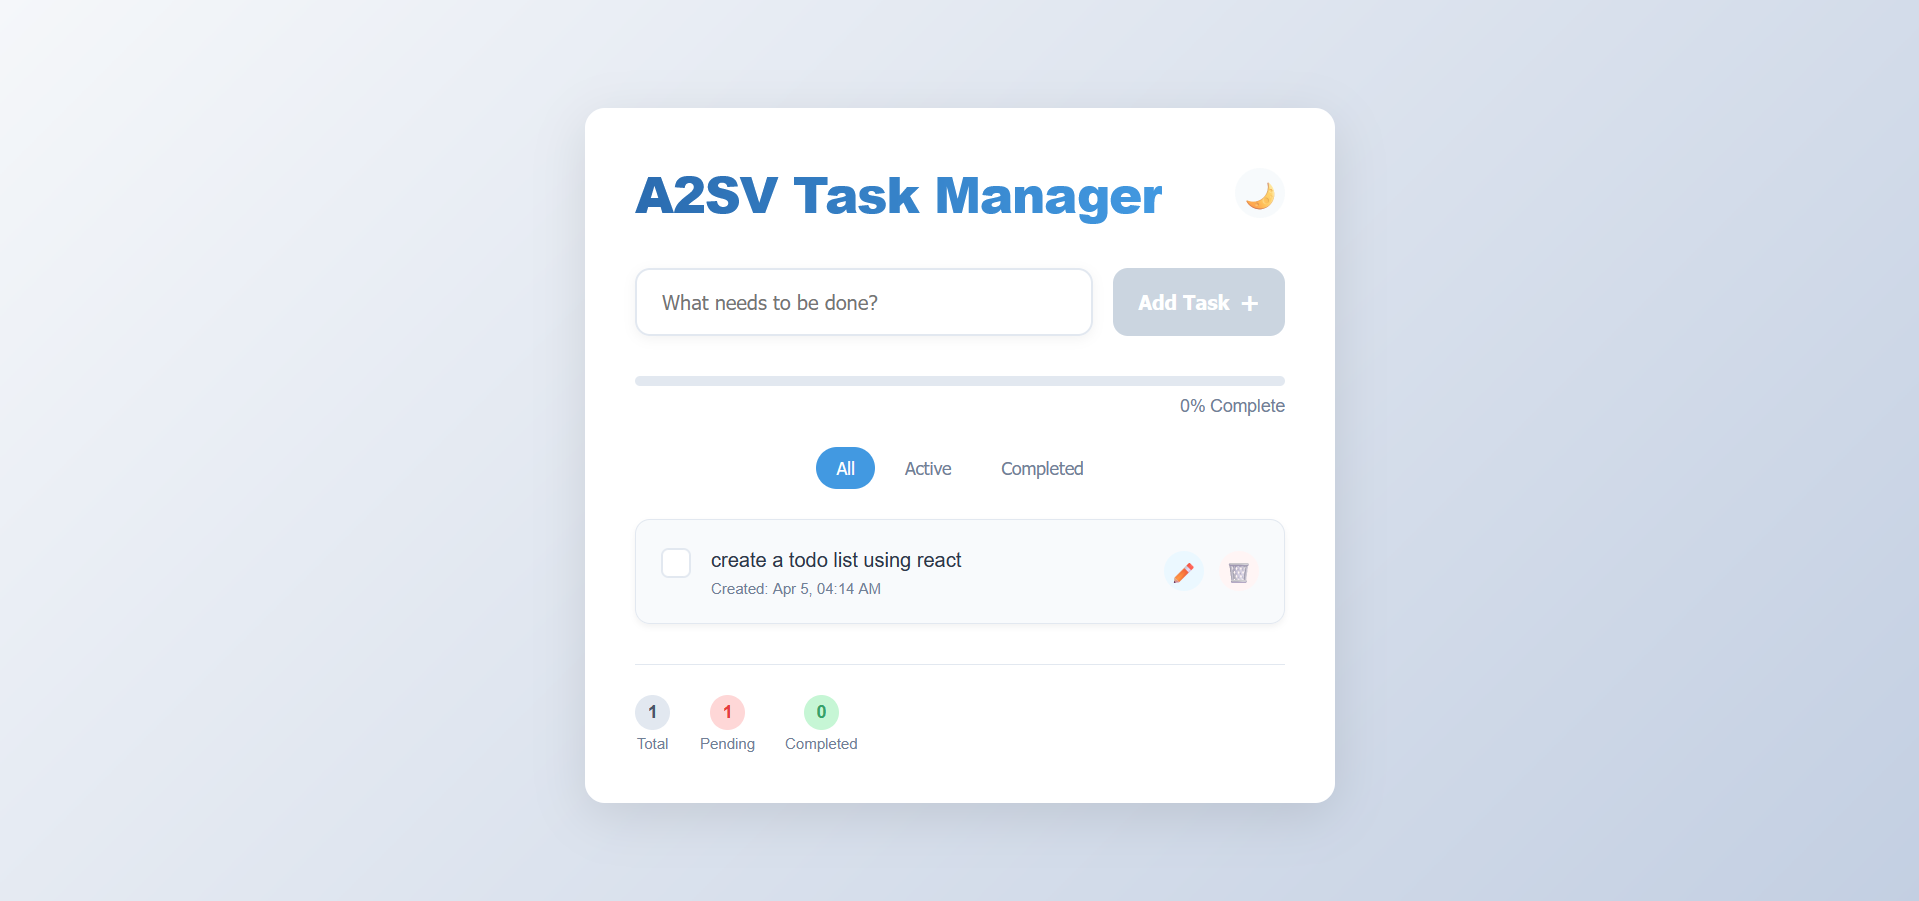 A2SV Task Manager
What needs to be done?
Add Task +
0% Complete
All Active Completed
create a todo list using react
Created: Apr 5, 04:14 AM
1 1 0
Total Pending Completed